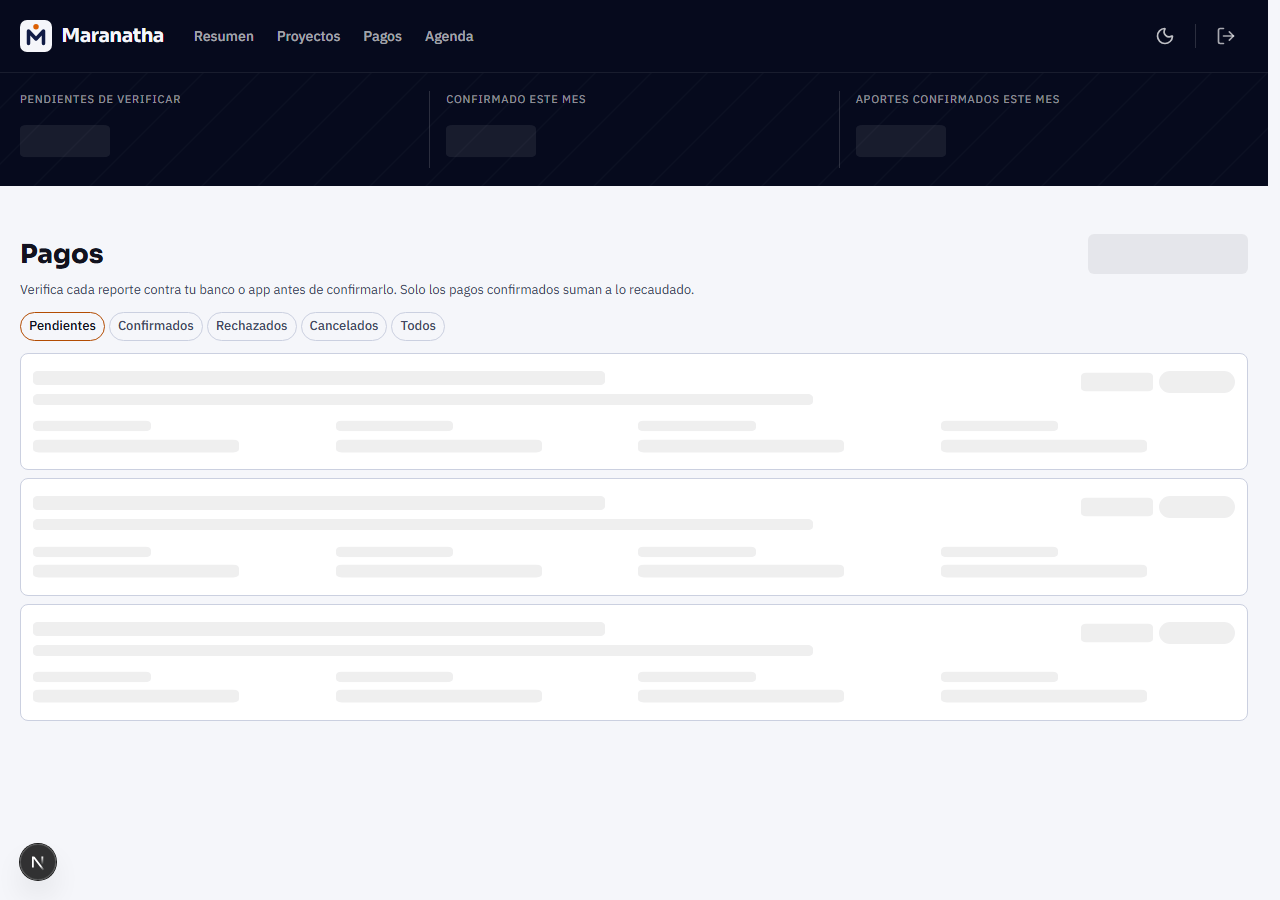 Maranatha
Resumen
Proyectos
Pagos
Agenda
PENDIENTES DE VERIFICAR
CONFIRMADO ESTE MES
APORTES CONFIRMADOS ESTE MES
Pagos
Verifica cada reporte contra tu banco o app antes de confirmarlo. Solo los pagos confirmados suman a lo recaudado.
Pendientes
Confirmados
Rechazados
Cancelados
Todos
N